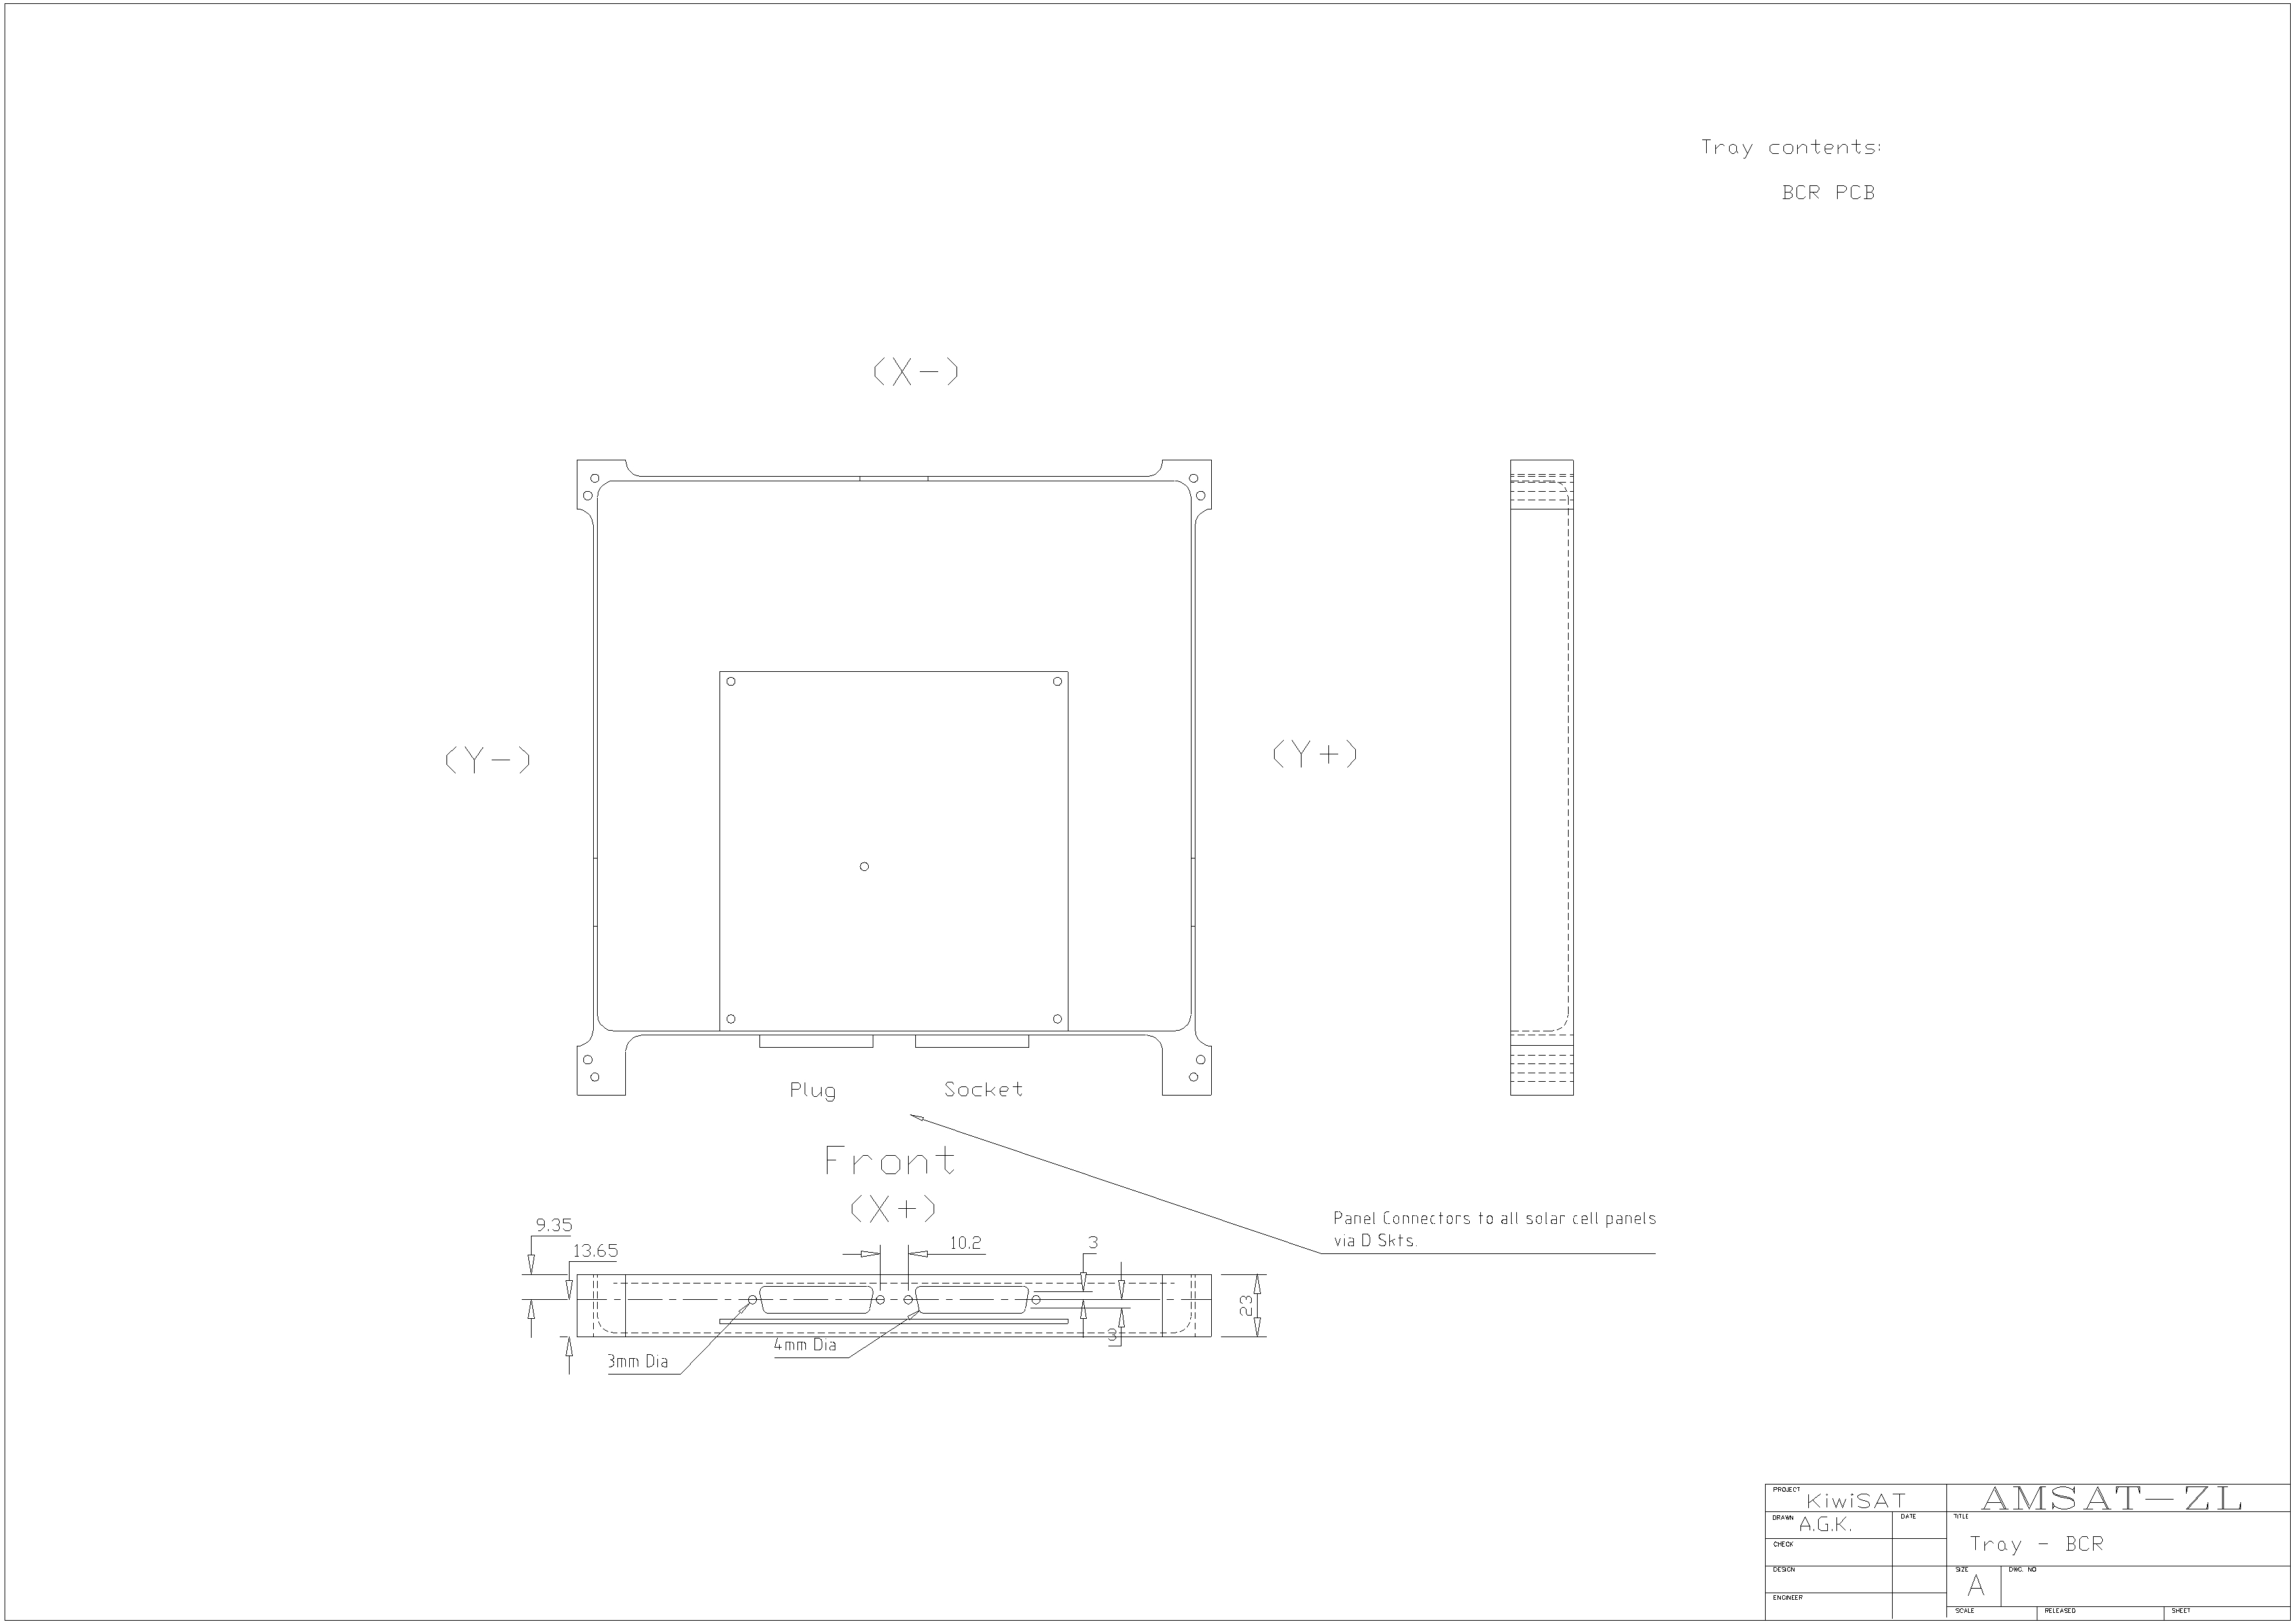 Tray contents:
BCR PCB
(X-)
(Y-)
(Y+)
Plug
Socket
Front
(X+)
Panel Connectors to all solar cell panels
via D Skts.
9.35
13.65
10.2
3
23
3
4mm Dia
3mm Dia
PROJECT
KiwiSAT
AMSAT-ZL
DRAWN
A.G.K.
DATE
TITLE
Tray - BCR
CHECK
DESIGN
SIZE
A
DWG. NO
ENGINEER
SCALE
RELEASED
SHEET